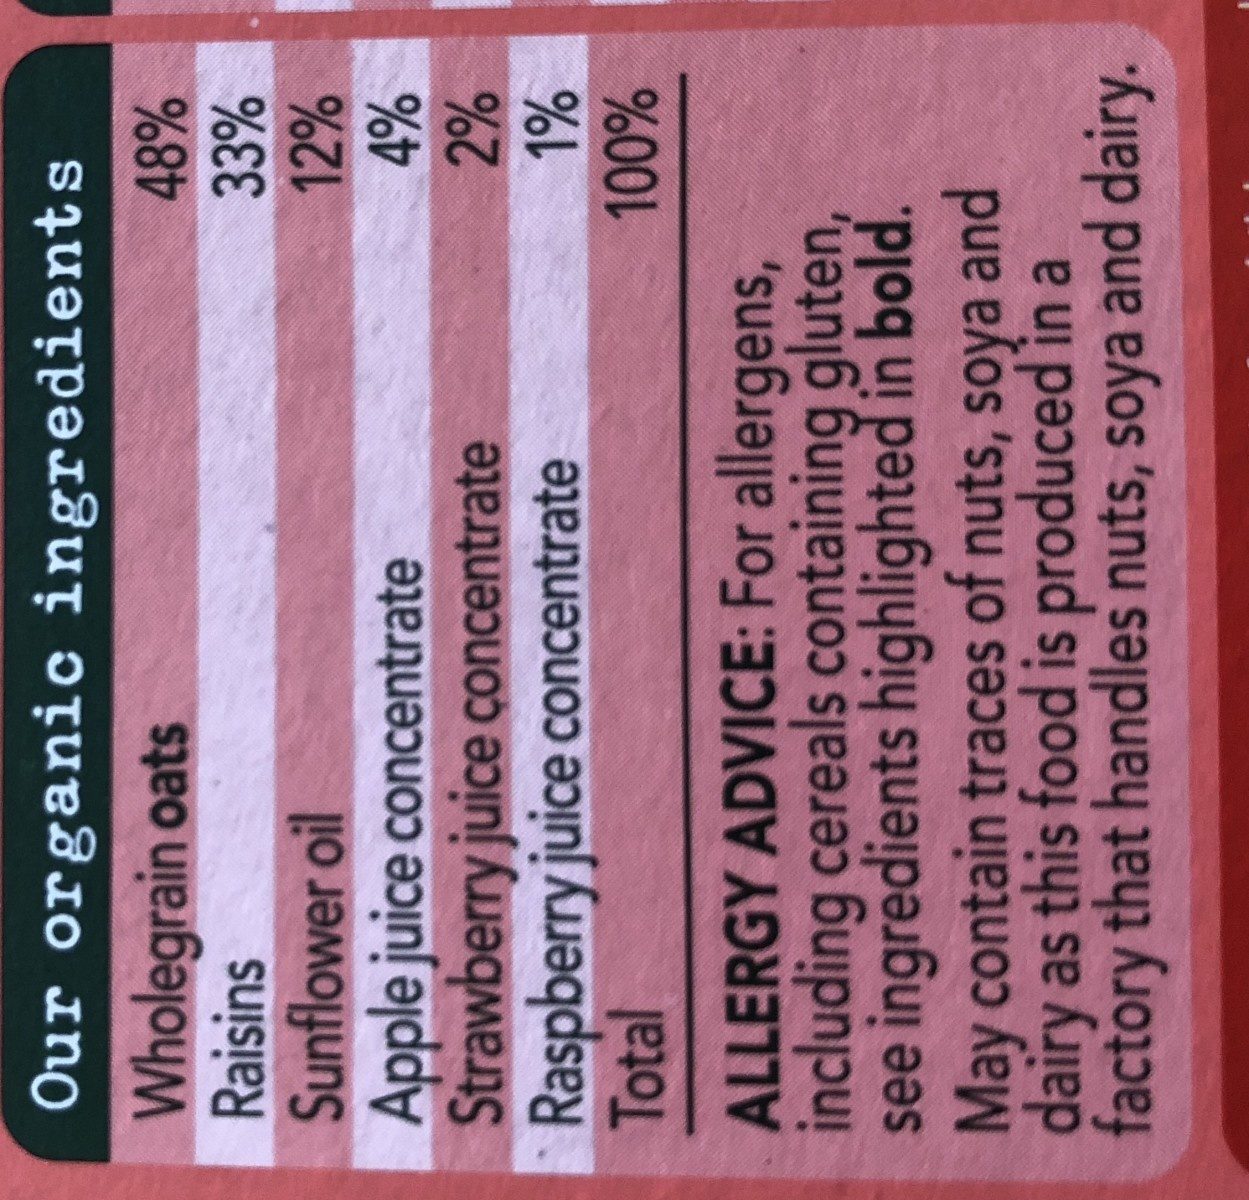 Our organic ingredients
Wholegrain oats 48%
Raisins 33%
Sunflower oil 12%
Apple juice concentrate 4%
Strawberry juice concentrate 2%
Raspberry juice concentrate 1%
Total 100%
ALLERGY ADVICE: For allergens,
including cereals containing gluten,
see ingredients highlighted in bold.
May contain traces of nuts, soya and
dairy as this food is produced in a
factory that handles nuts, soya and dairy.